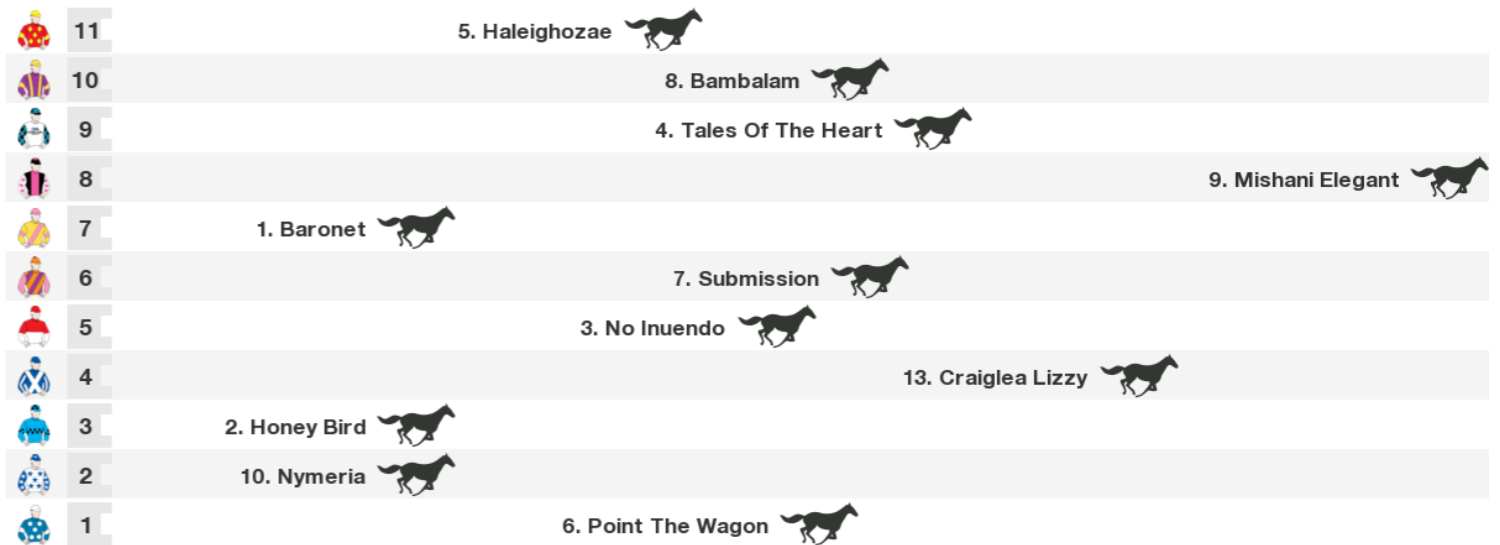 11 5. Haleighozae
10 8. Bambalam
9 4. Tales Of The Heart
8 9. Mishani Elegant
7 1. Baronet
6 7. Submission
5 3. No Inuendo
4 13. Craiglea Lizzy
3 2. Honey Bird
2 10. Nymeria
1 6. Point The Wagon